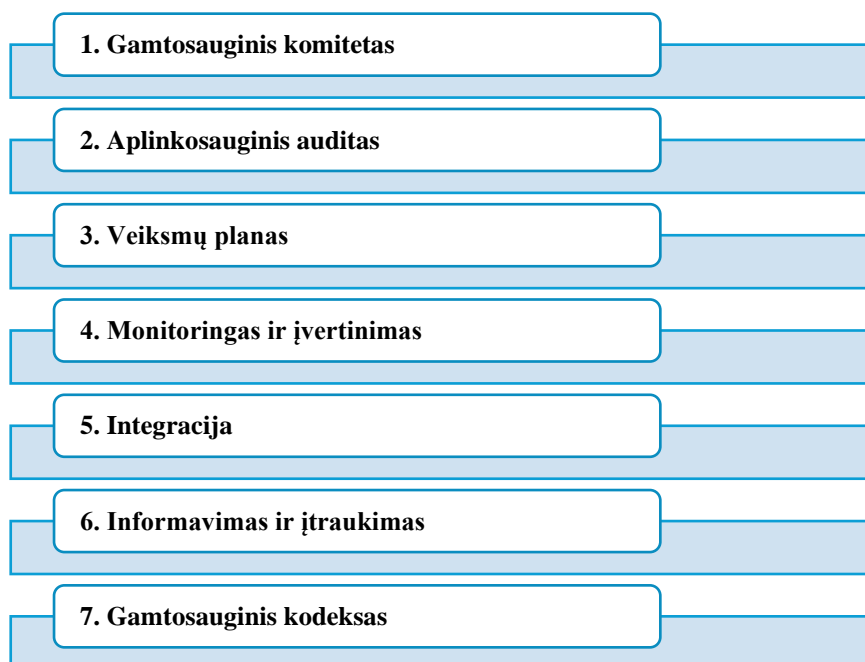 1. Gamtosauginis komitetas
2. Aplinkosauginis auditas
3. Veiksmų planas
4. Monitoringas ir įvertinimas
5. Integracija
6. Informavimas ir įtraukimas
7. Gamtosauginis kodeksas